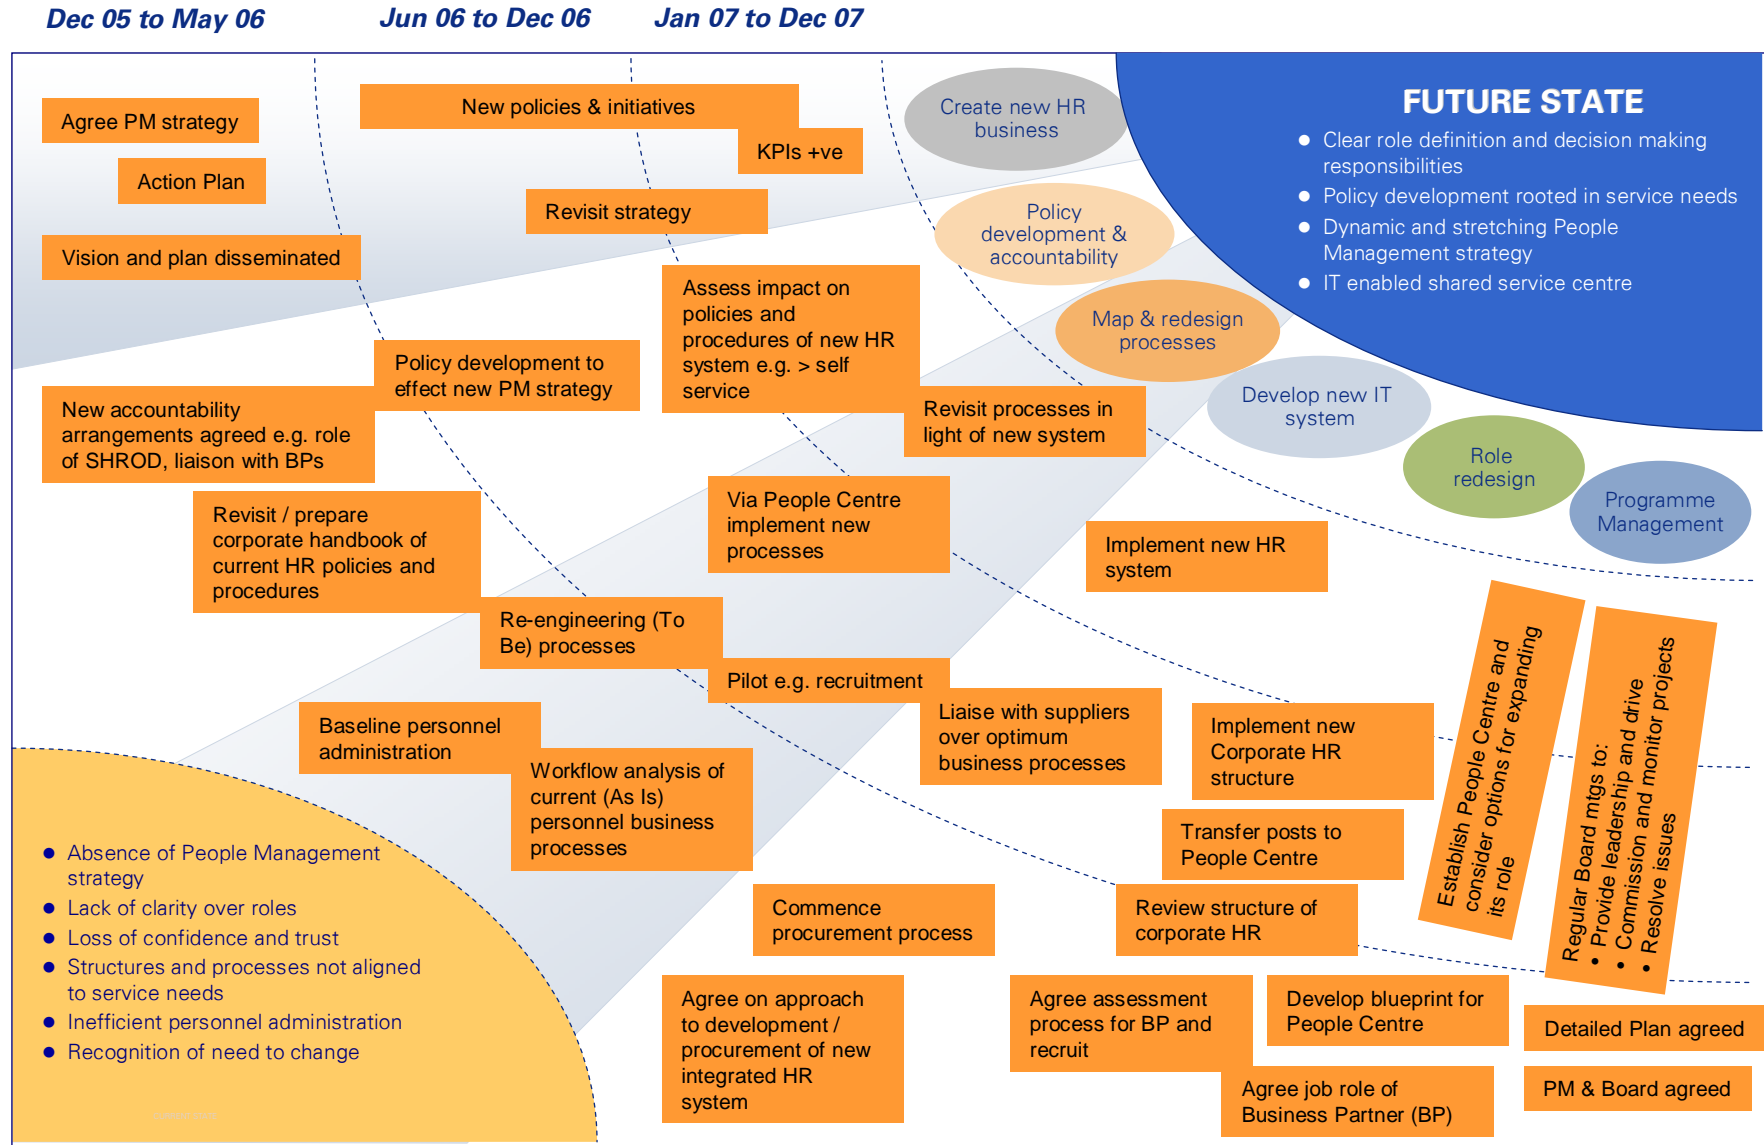 Dec 05 to May 06
Jun 06 to Dec 06
Jan 07 to Dec 07
Agree PM strategy
Action Plan
Vision and plan disseminated
New policies & initiatives
KPIs +ve
Revisit strategy
Create new HR
business
Policy
development &
accountability
Map & redesign
processes
Develop new IT
system
Role
redesign
Programme
Management
FUTURE STATE
● Clear role definition and decision making
responsibilities
● Policy development rooted in service needs
● Dynamic and stretching People
Management strategy
● IT enabled shared service centre
Assess impact on
policies and
procedures of new HR
system e.g. > self
service
Policy development to
effect new PM strategy
New accountability
arrangements agreed e.g. role
of SHROD, liaison with BPs
Revisit processes in
light of new system
Revisit / prepare
corporate handbook of
current HR policies and
procedures
Via People Centre
implement new
processes
Implement new HR
system
Re-engineering (To
Be) processes
Pilot e.g. recruitment
Baseline personnel
administration
Workflow analysis of
current (As Is)
personnel business
processes
Liaise with suppliers
over optimum
business processes
Implement new
Corporate HR
structure
Transfer posts to
People Centre
Establish People Centre and
consider options for expanding
its role
Regular Board mtgs to:
• Provide leadership and drive
• Commission and monitor projects
• Resolve issues
Commence
procurement process
Review structure of
corporate HR
● Absence of People Management
strategy
● Lack of clarity over roles
● Loss of confidence and trust
● Structures and processes not aligned
to service needs
● Inefficient personnel administration
● Recognition of need to change
Agree on approach
to development /
procurement of new
integrated HR
system
Agree assessment
process for BP and
recruit
Develop blueprint for
People Centre
Detailed Plan agreed
Agree job role of
Business Partner (BP)
PM & Board agreed